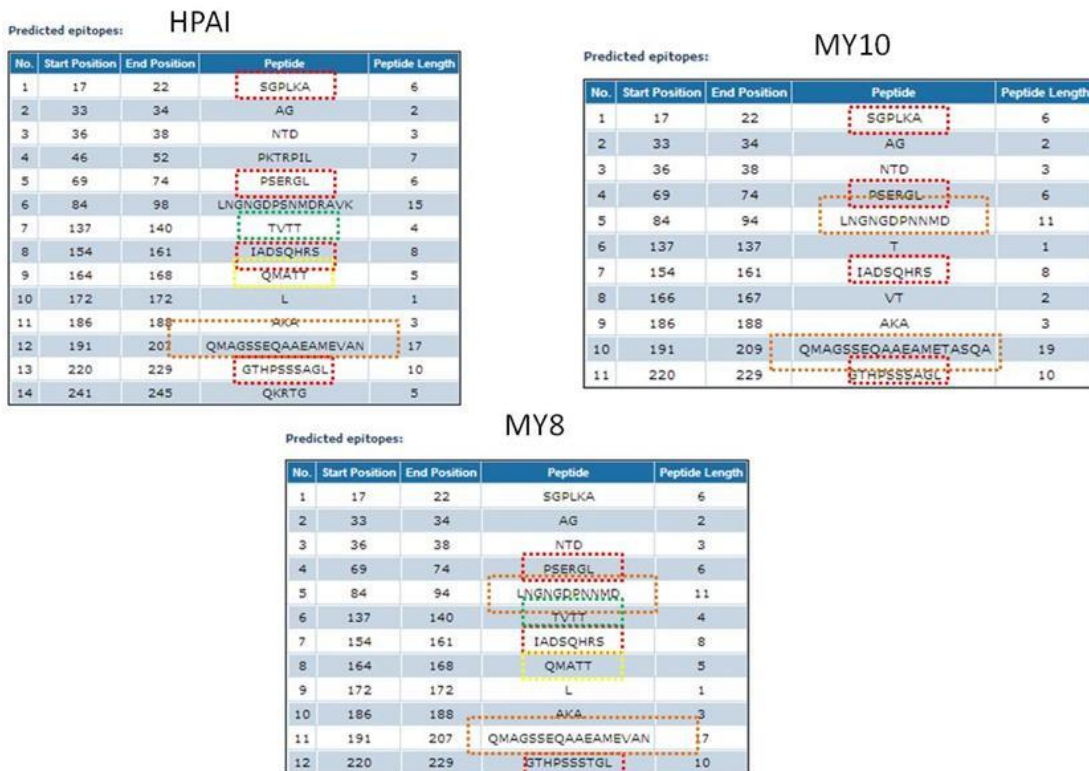 HPAI
Predicted epitopes:
No. Start Position End Position Peptide Peptide Length
1 17 22 SGPLKA 6
2 33 34 AG 2
3 36 38 NTD 3
4 46 52 PKTRPIL 7
5 69 74 PSERGL 6
6 84 98 LNGNGDPSNMDRAVK 15
7 137 140 TVTT 4
8 154 161 IADSQHRS 8
9 164 168 QMATT 5
10 172 172 L 1
11 186 188 AKA 3
12 191 207 QMAGSSEQAAEAMEVAN 17
13 220 229 GTHPSSSAGL 10
14 241 245 QKRTG 5
MY10
Predicted epitopes:
No. Start Position End Position Peptide Peptide Length
1 17 22 SGPLKA 6
2 33 34 AG 2
3 36 38 NTD 3
4 69 74 PSERGL 6
5 84 94 LNGNGDPNNMD 11
6 137 137 T 1
7 154 161 IADSQHRS 8
8 166 167 VT 2
9 186 188 AKA 3
10 191 209 QMAGSSEQAAEAMETASQA 19
11 220 229 GTHPSSSAGL 10
MY8
Predicted epitopes:
No. Start Position End Position Peptide Peptide Length
1 17 22 SGPLKA 6
2 33 34 AG 2
3 36 38 NTD 3
4 69 74 PSERGL 6
5 84 94 LNGNGDPNNMD 11
6 137 140 TVTT 4
7 154 161 IADSQHRS 8
8 164 168 QMATT 5
9 172 172 L 1
10 186 188 AKA 3
11 191 207 QMAGSSEQAAEAMEVAN 7
12 220 229 GTHPSSSTGL 10